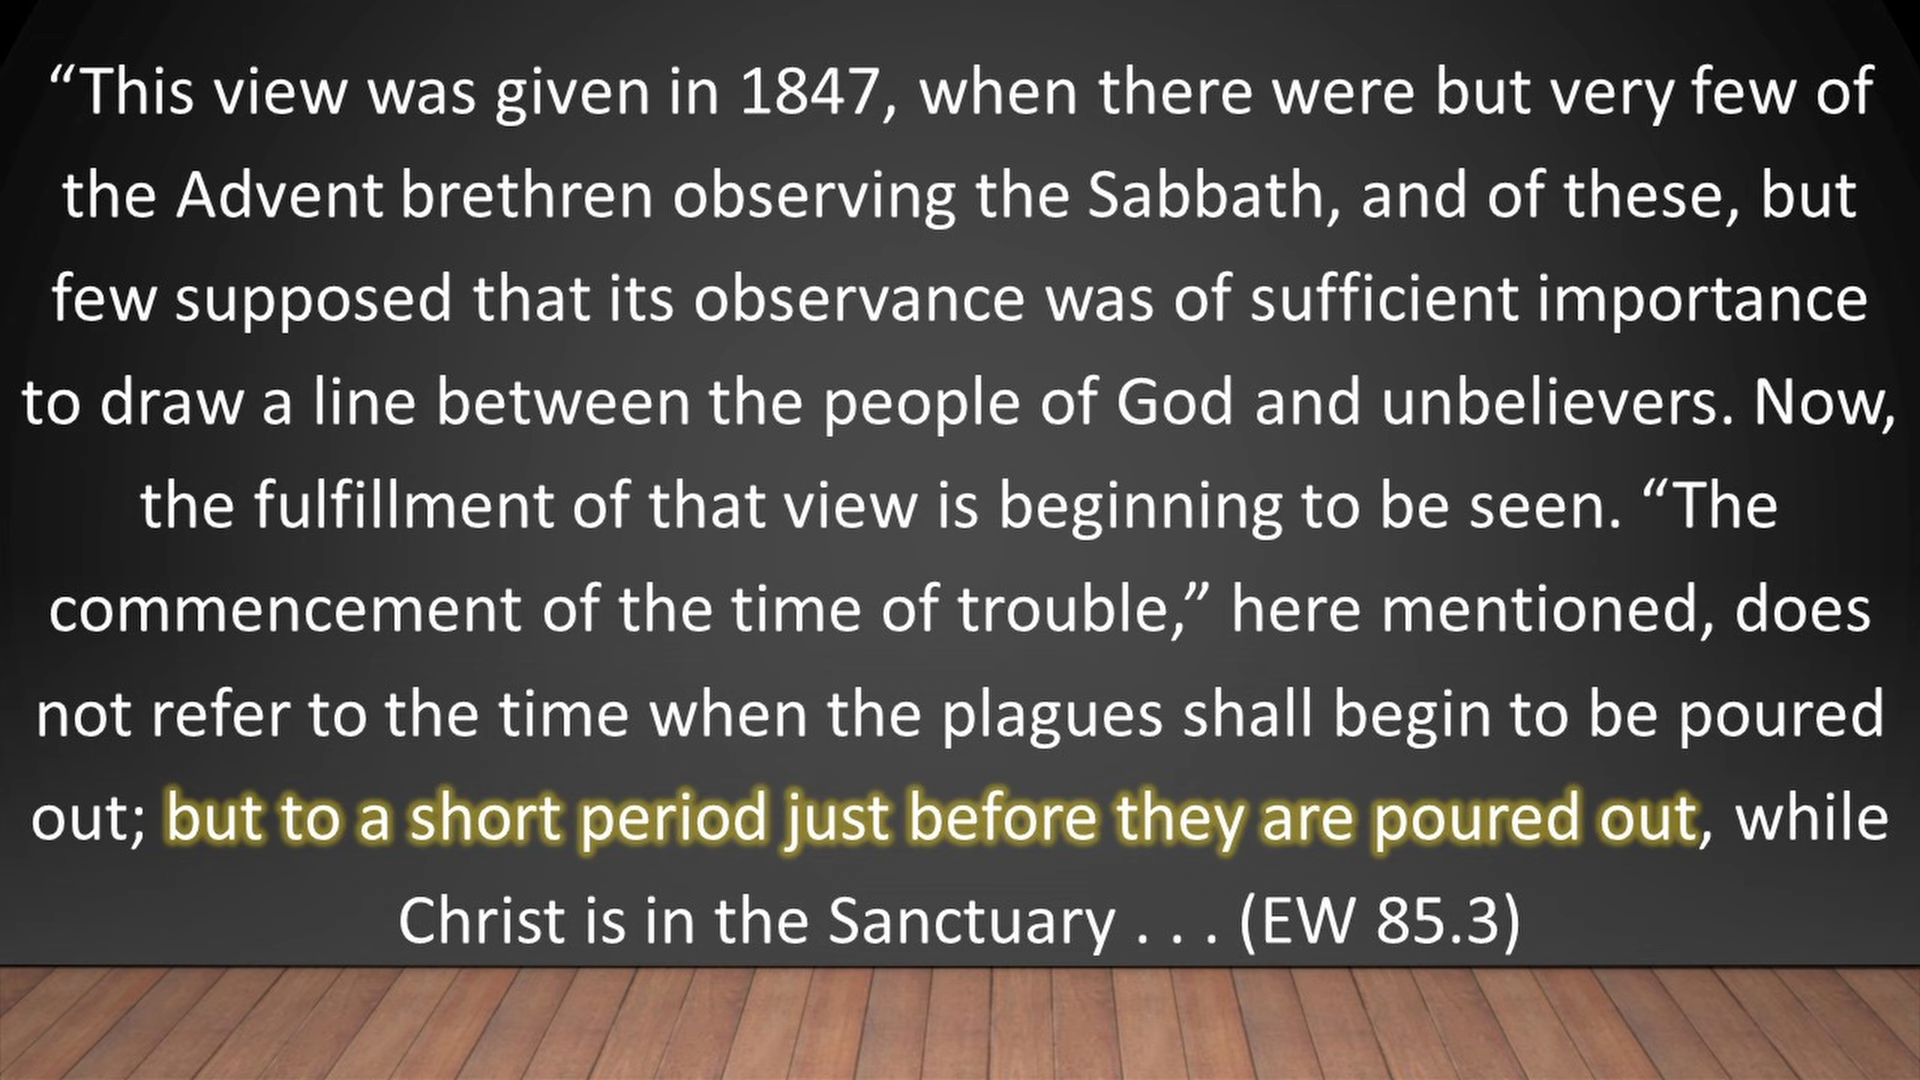 “This view was given in 1847, when there were but very few of
the Advent brethren observing the Sabbath, and of these, but
few supposed that its observance was of sufficient importance
to draw a line between the people of God and unbelievers. Now,
the fulfillment of that view is beginning to be seen. “The
commencement of the time of trouble,” here mentioned, does
not refer to the time when the plagues shall begin to be poured
out; but to a short period just before they are poured out, while
Christ is in the Sanctuary . . . (EW 85.3)